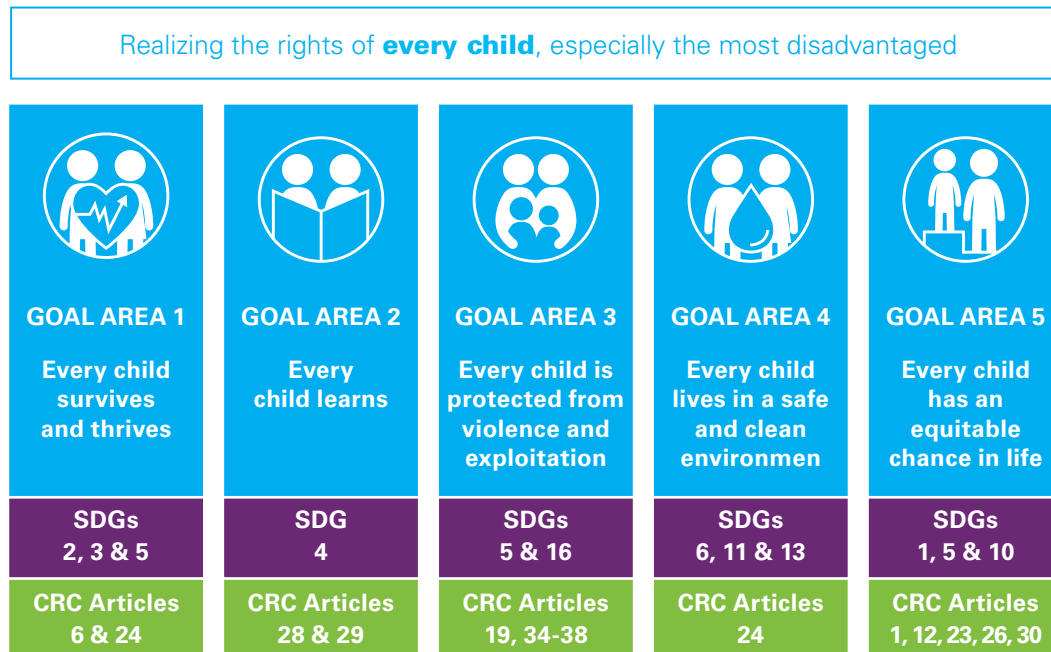 Realizing the rights of every child, especially the most disadvantaged
GOAL AREA 1
Every child
survives
and thrives
SDGs
2, 3 & 5
CRC Articles
6 & 24
GOAL AREA 2
Every
child learns
SDG
4
CRC Articles
28 & 29
GOAL AREA 3
Every child is
protected from
violence and
exploitation
SDGs
5 & 16
CRC Articles
19, 34-38
GOAL AREA 4
Every child
lives in a safe
and clean
environmen
SDGs
6, 11 & 13
CRC Articles
24
GOAL AREA 5
Every child
has an
equitable
chance in life
SDGs
1, 5 & 10
CRC Articles
1, 12, 23, 26, 30